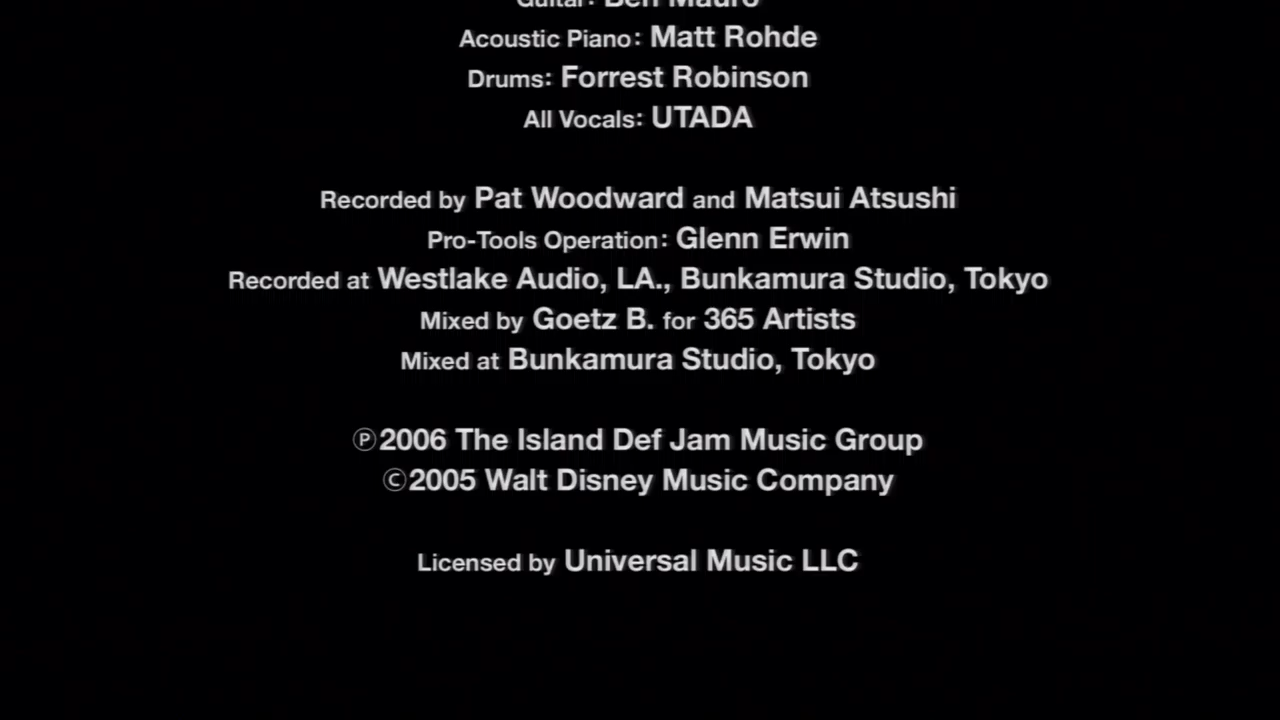 Guitar: Ben Mauro
Acoustic Piano: Matt Rohde
Drums: Forrest Robinson
All Vocals: UTADA
Recorded by Pat Woodward and Matsui Atsushi
Pro-Tools Operation: Glenn Erwin
Recorded at Westlake Audio, LA., Bunkamura Studio, Tokyo
Mixed by Goetz B. for 365 Artists
Mixed at Bunkamura Studio, Tokyo
℗2006 The Island Def Jam Music Group
©2005 Walt Disney Music Company
Licensed by Universal Music LLC